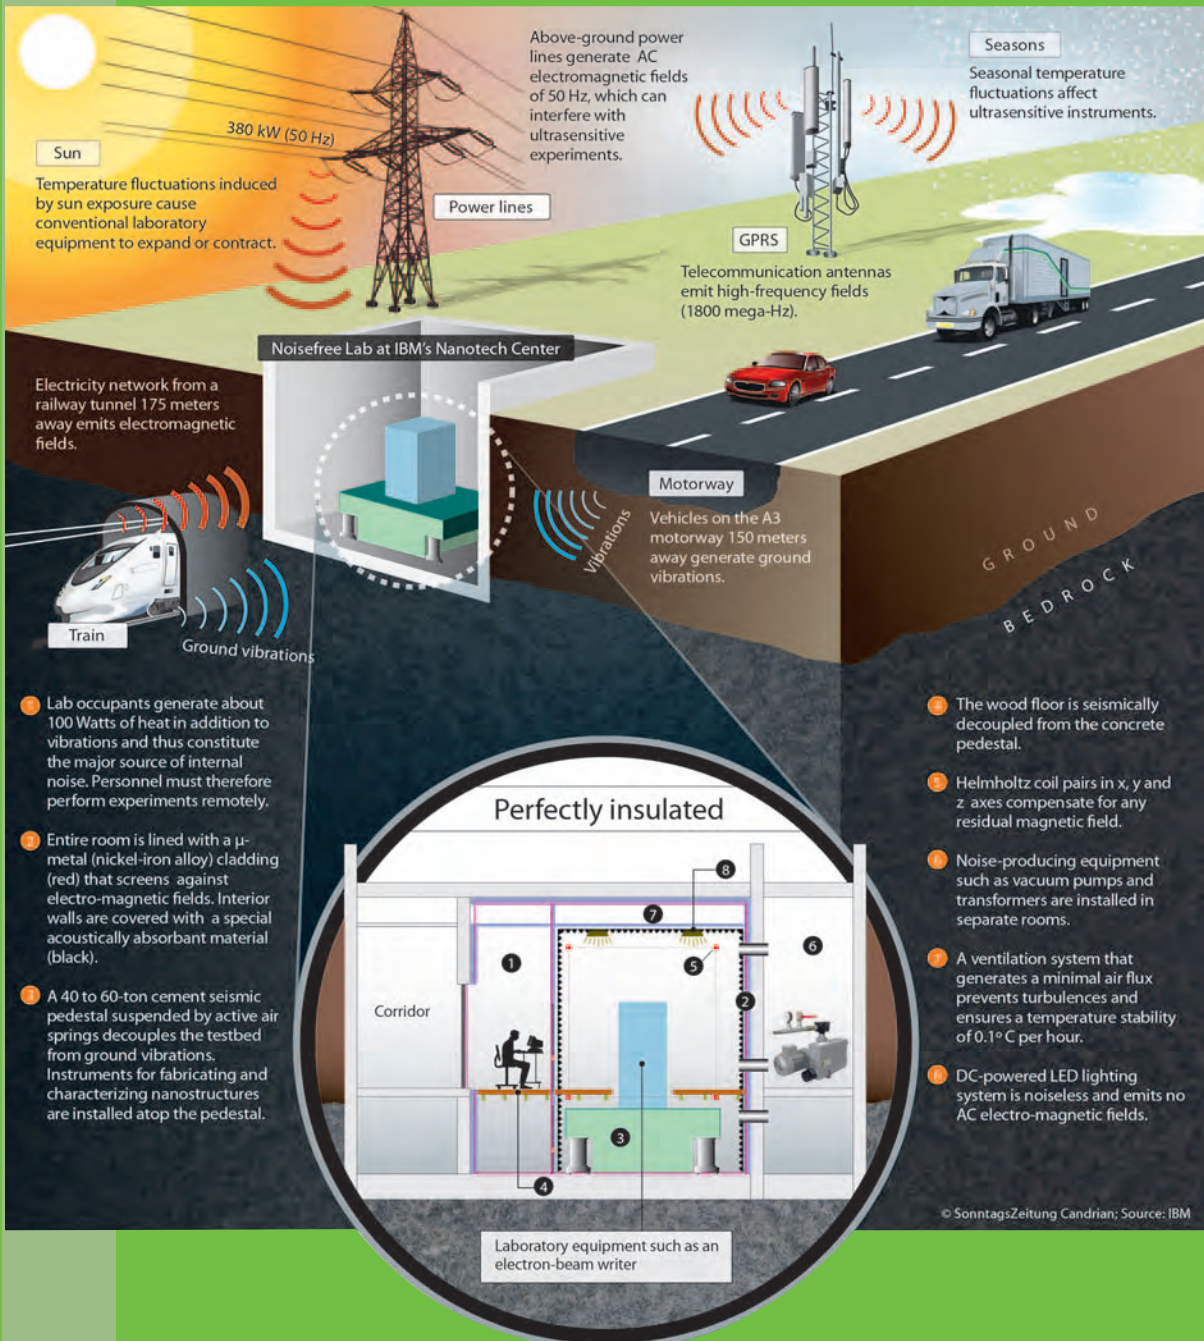 Sun
Temperature fluctuations induced
by sun exposure cause
conventional laboratory
equipment to expand or contract.
380 kW (50 Hz)
Above-ground power
lines generate AC
electromagnetic fields
of 50 Hz, which can
interfere with
ultrasensitive
experiments.
Power lines
Seasons
Seasonal temperature
fluctuations affect
ultrasensitive instruments.
GPRS
Telecommunication antennas
emit high-frequency fields
(1800 mega-Hz).
Noisefree Lab at IBM's Nanotech Center
Electricity network from a
railway tunnel 175 meters
away emits electromagnetic
fields.
Train
Ground vibrations
Vibrations
Motorway
Vehicles on the A3
motorway 150 meters
away generate ground
vibrations.
GROUND
BEDROCK
1 Lab occupants generate about
100 Watts of heat in addition to
vibrations and thus constitute
the major source of internal
noise. Personnel must therefore
perform experiments remotely.
2 Entire room is lined with a μ-
metal (nickel-iron alloy) cladding
(red) that screens against
electro-magnetic fields. Interior
walls are covered with a special
acoustically absorbant material
(black).
3 A 40 to 60-ton cement seismic
pedestal suspended by active air
springs decouples the testbed
from ground vibrations.
Instruments for fabricating and
characterizing nanostructures
are installed atop the pedestal.
4 The wood floor is seismically
decoupled from the concrete
pedestal.
5 Helmholtz coil pairs in x, y and
z axes compensate for any
residual magnetic field.
6 Noise-producing equipment
such as vacuum pumps and
transformers are installed in
separate rooms.
7 A ventilation system that
generates a minimal air flux
prevents turbulences and
ensures a temperature stability
of 0.1º C per hour.
8 DC-powered LED lighting
system is noiseless and emits no
AC electro-magnetic fields.
Perfectly insulated
8
7
1
5
6
2
Corridor
3
4
Laboratory equipment such as an
electron-beam writer
© SonntagsZeitung Candrian; Source: IBM